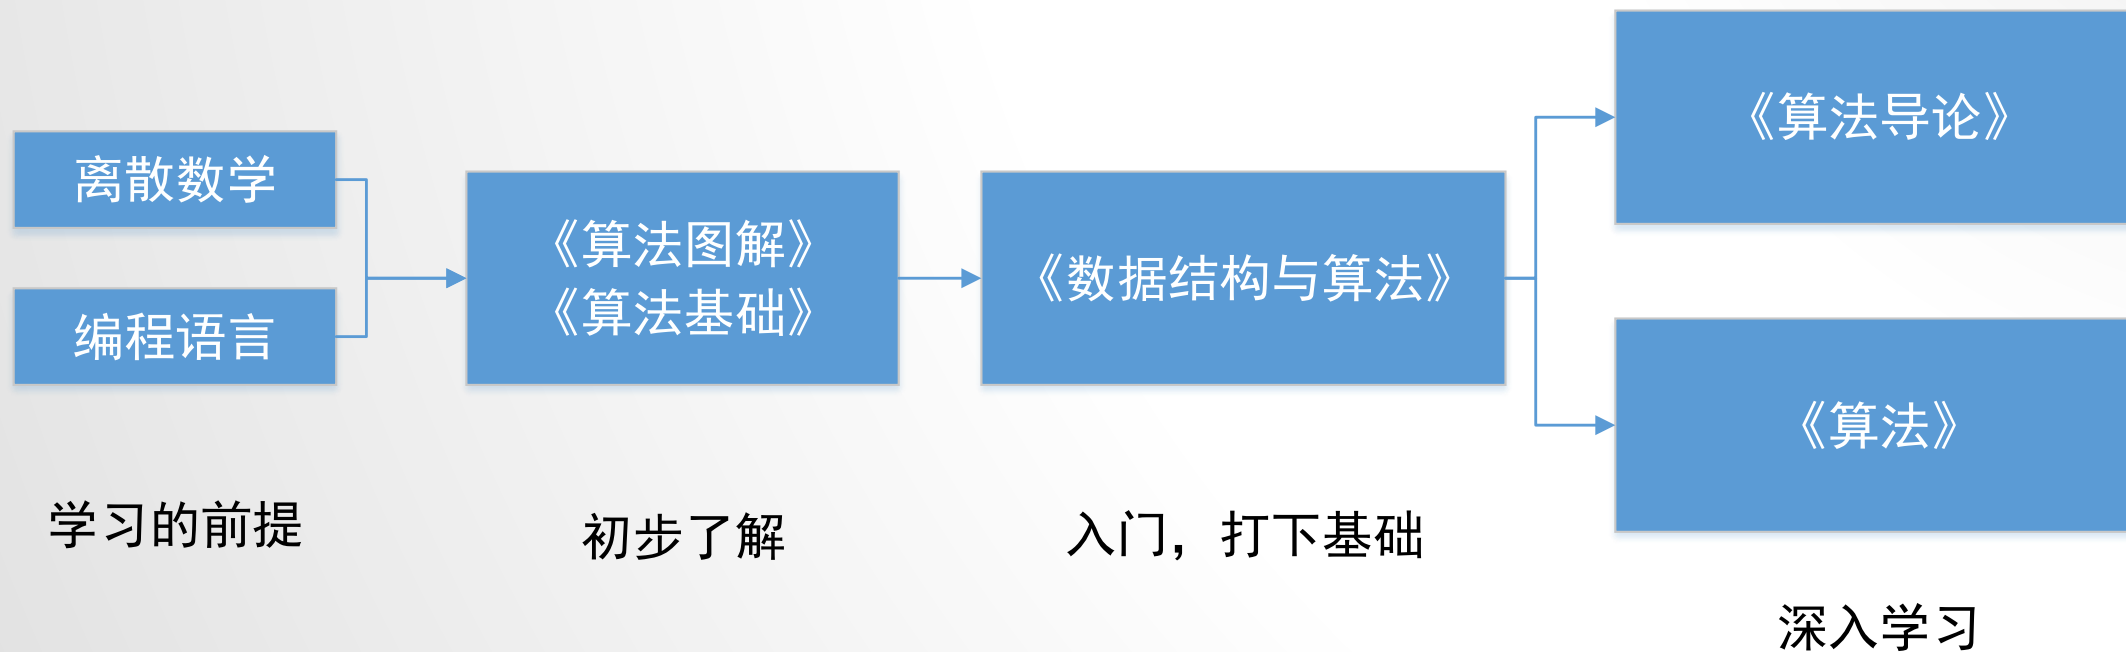 离散数学
编程语言
学习的前提
《算法图解》
《算法基础》
初步了解
《数据结构与算法》
入门，打下基础
《算法导论》
《算法》
深入学习